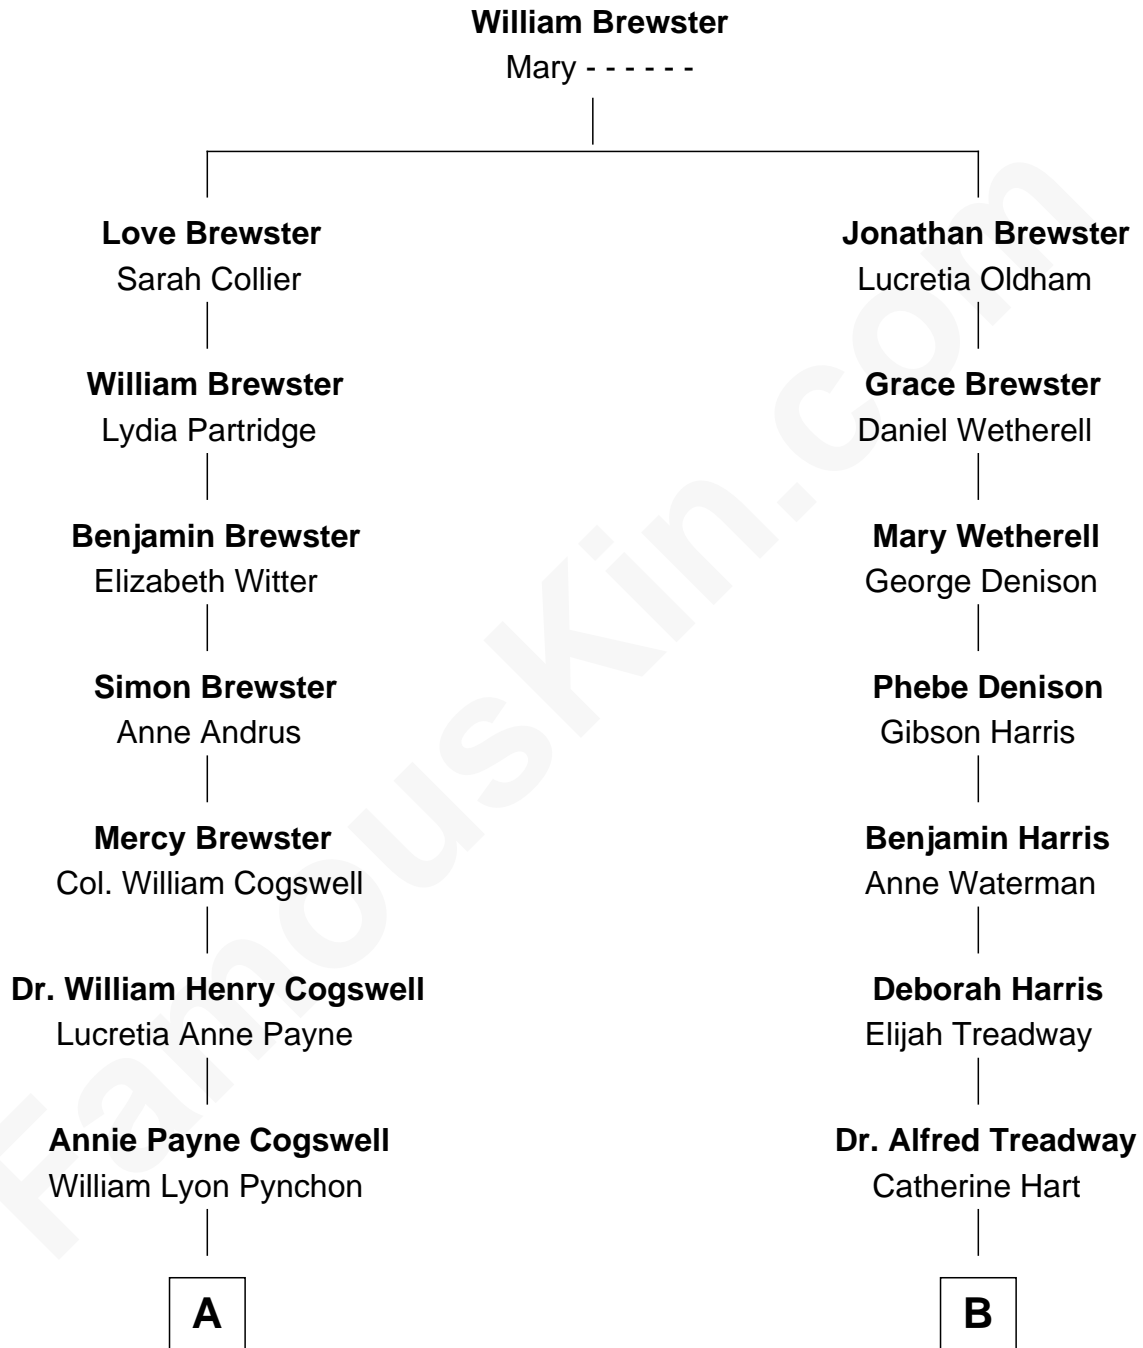 William Brewster
Mary - - - - - -
Love Brewster
Sarah Collier
Jonathan Brewster
Lucretia Oldham
William Brewster
Lydia Partridge
Grace Brewster
Daniel Wetherell
Benjamin Brewster
Elizabeth Witter
Mary Wetherell
George Denison
Simon Brewster
Anne Andrus
Phebe Denison
Gibson Harris
Mercy Brewster
Col. William Cogswell
Benjamin Harris
Anne Waterman
Dr. William Henry Cogswell
Lucretia Anne Payne
Deborah Harris
Elijah Treadway
Annie Payne Cogswell
William Lyon Pynchon
Dr. Alfred Treadway
Catherine Hart
A
B
FamousKin.com